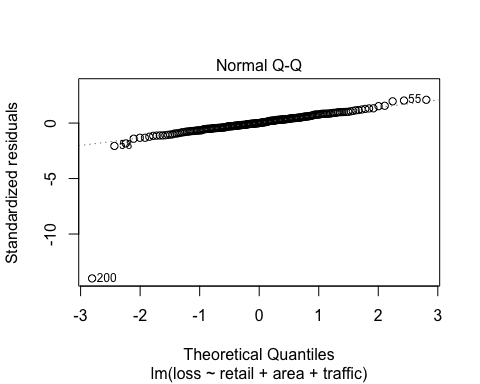 Normal Q-Q
Standardized residuals
0
-5
-10
55
200
-3 -2 -1 0 1 2 3
Theoretical Quantiles
lm(loss ~ retail + area + traffic)